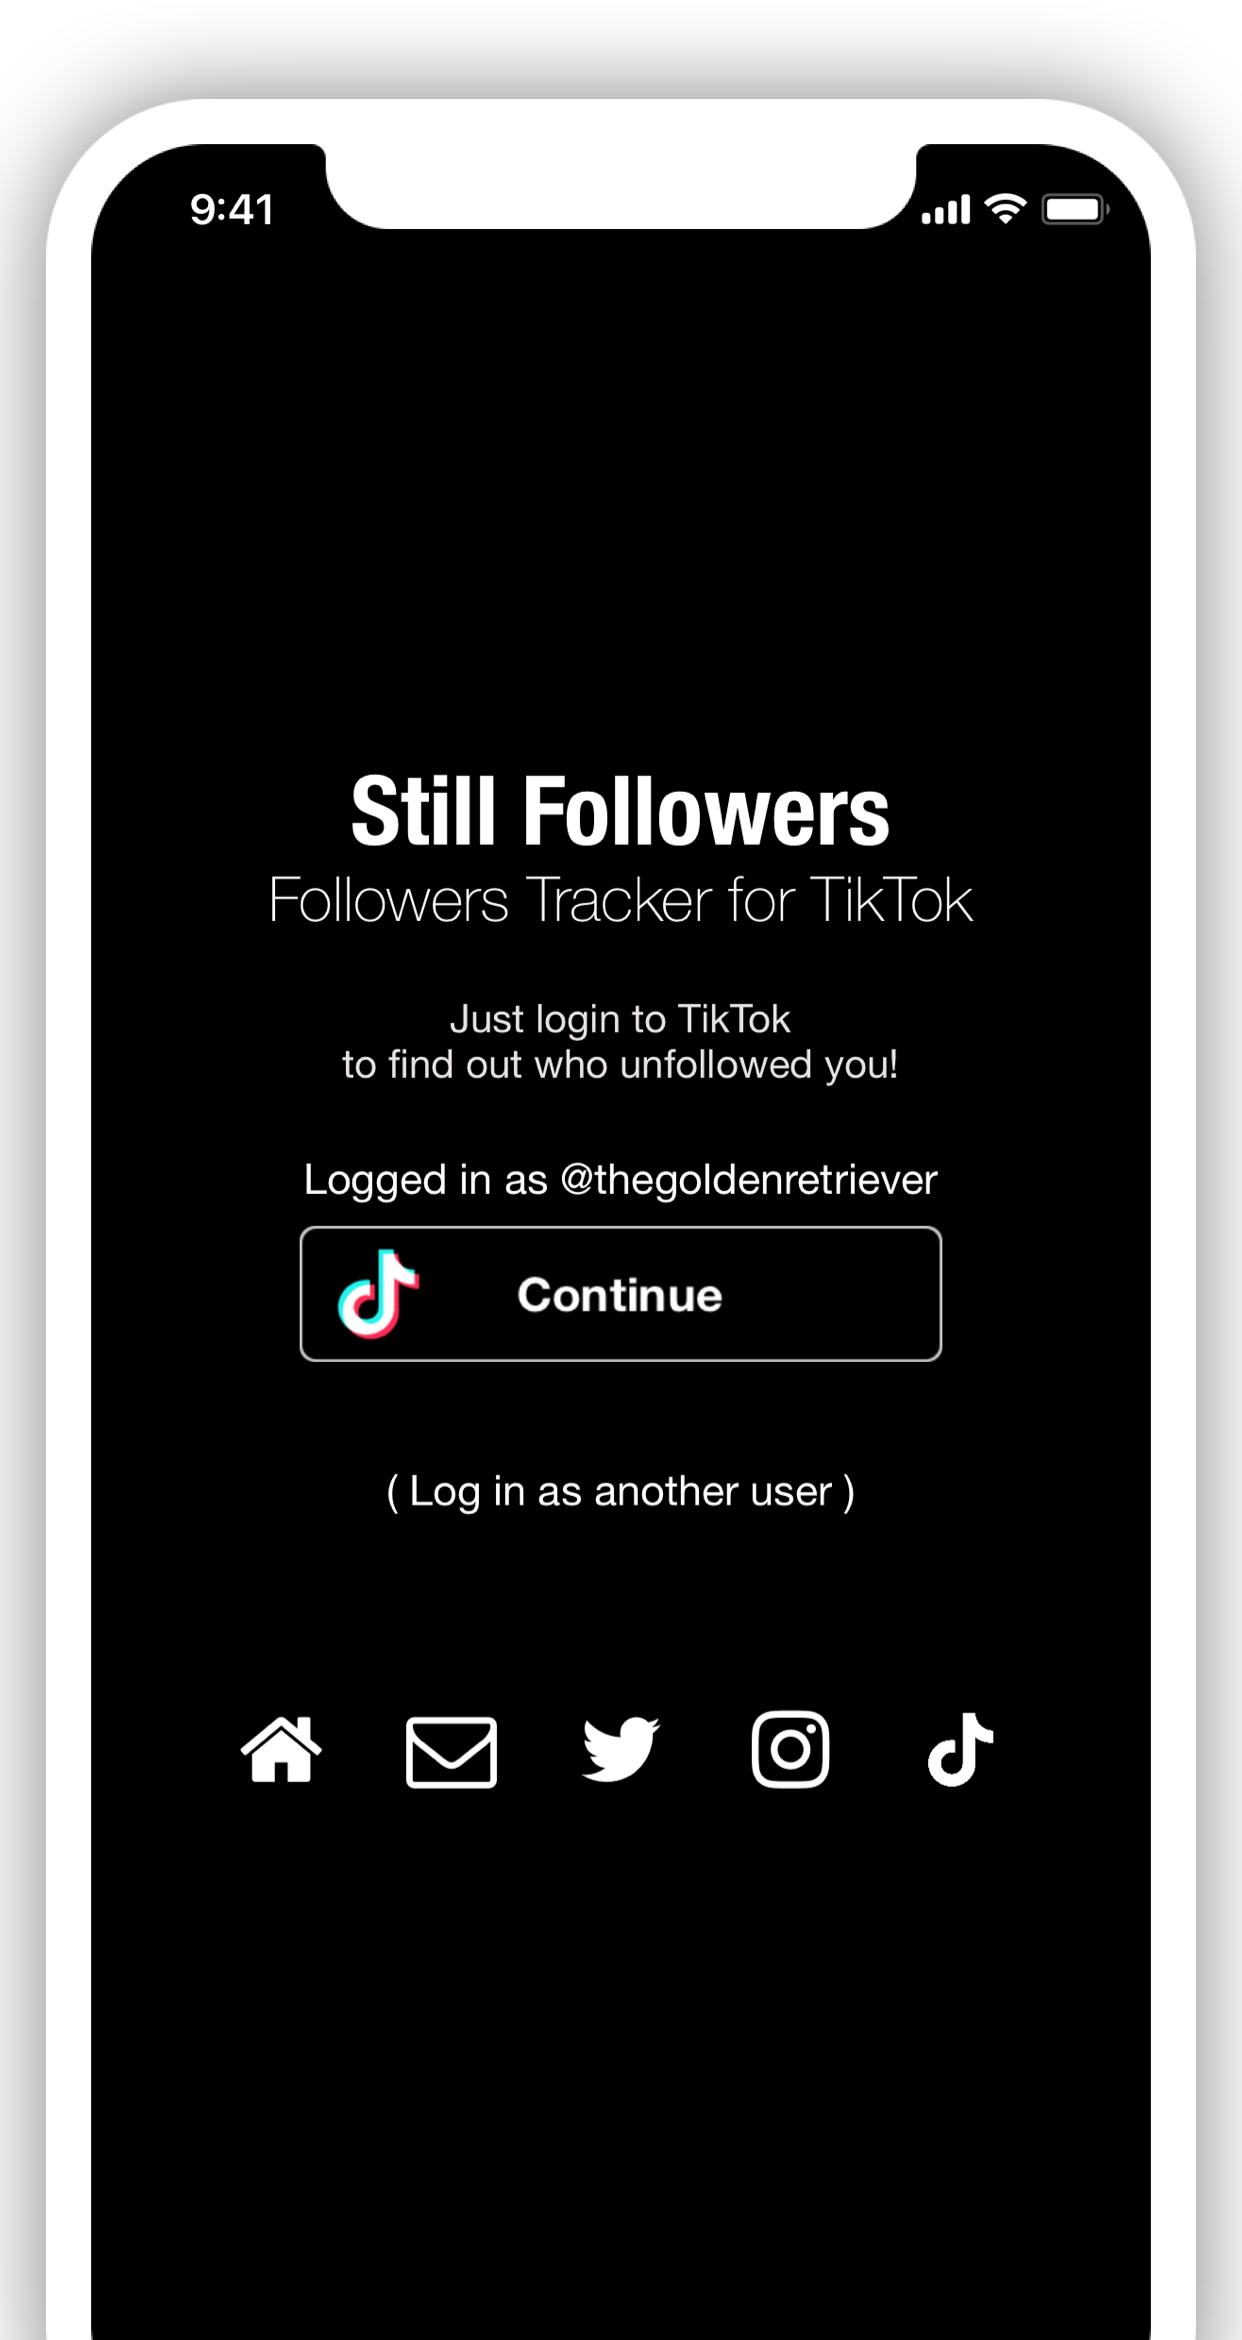 9:41
Still Followers
Followers Tracker for TikTok
Just login to TikTok
to find out who unfollowed you!
Logged in as @thegoldenretriever
Continue
( Log in as another user )